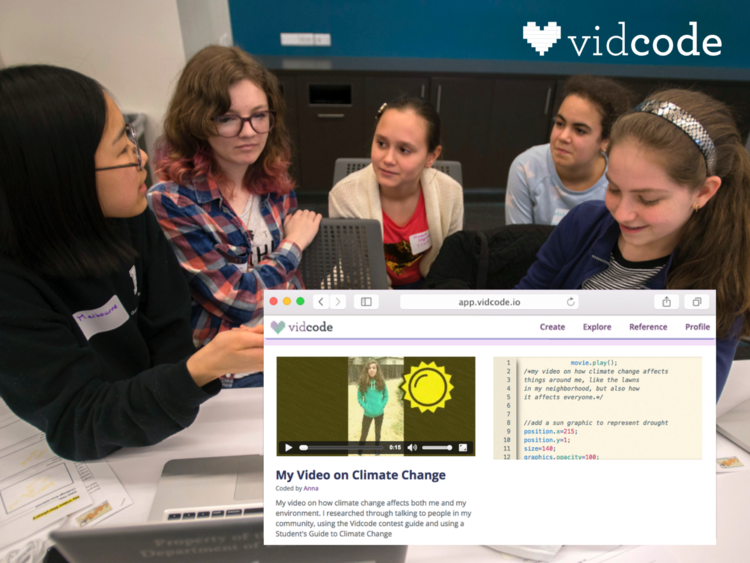 vidcode
app.vidcode.io
vidcode
Create Explore Reference Profile
0:15
My Video on Climate Change
Coded by Anna
My video on how climate change affects both me and my
environment. I researched through talking to people in my
community, using the Vidcode contest guide and using a
Student's Guide to Climate Change
1 movie.play();
2 /*my video on how climate change affects
3 things around me, like the lawns
4 in my neighborhood, but also how
5 it affects everyone.*/
6
7
8 //add a sun graphic to represent drought
9 position.x=215;
10 position.y=1;
11 size=140;
12 graphics.opacity=100;
Property of
Department of